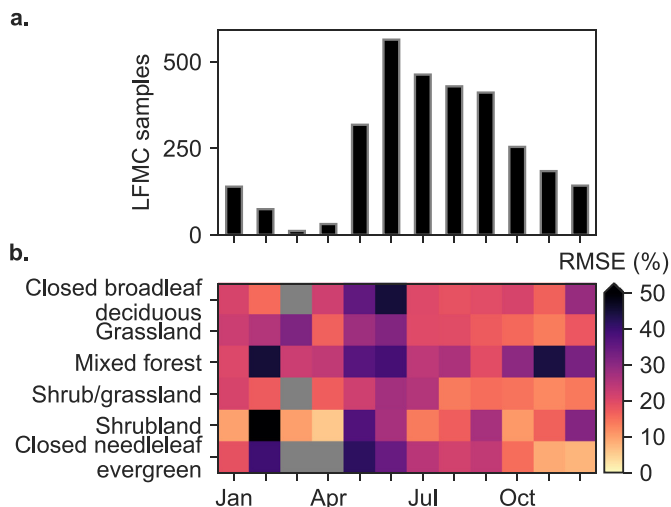 a.
500
250
0
LFMC samples
b.
RMSE (%)
Closed broadleaf
deciduous
Grassland
Mixed forest
Shrub/grassland
Shrubland
Closed needleleaf
evergreen
50
40
30
20
10
0
Jan
Apr
Jul
Oct